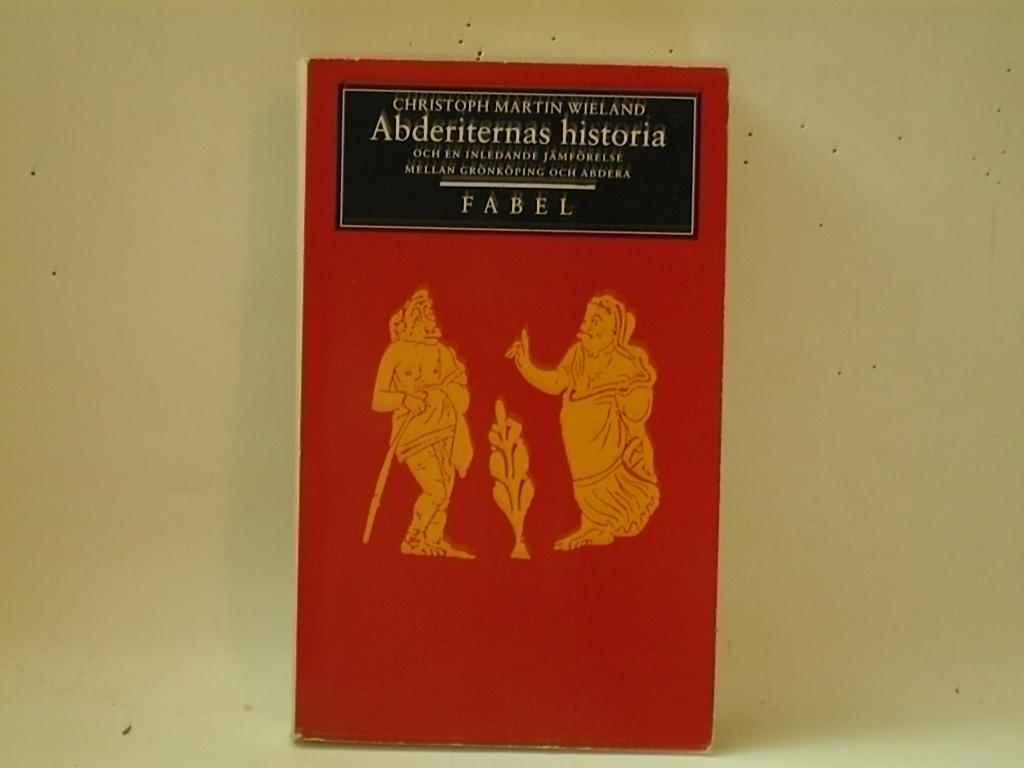 CHRISTOPH MARTIN WIELAND
Abderiternas historia
OCH EN INLEDANDE JÄMFÖRELSE
MELLAN GRÖNKÖPING OCH ABDERA
FABEL